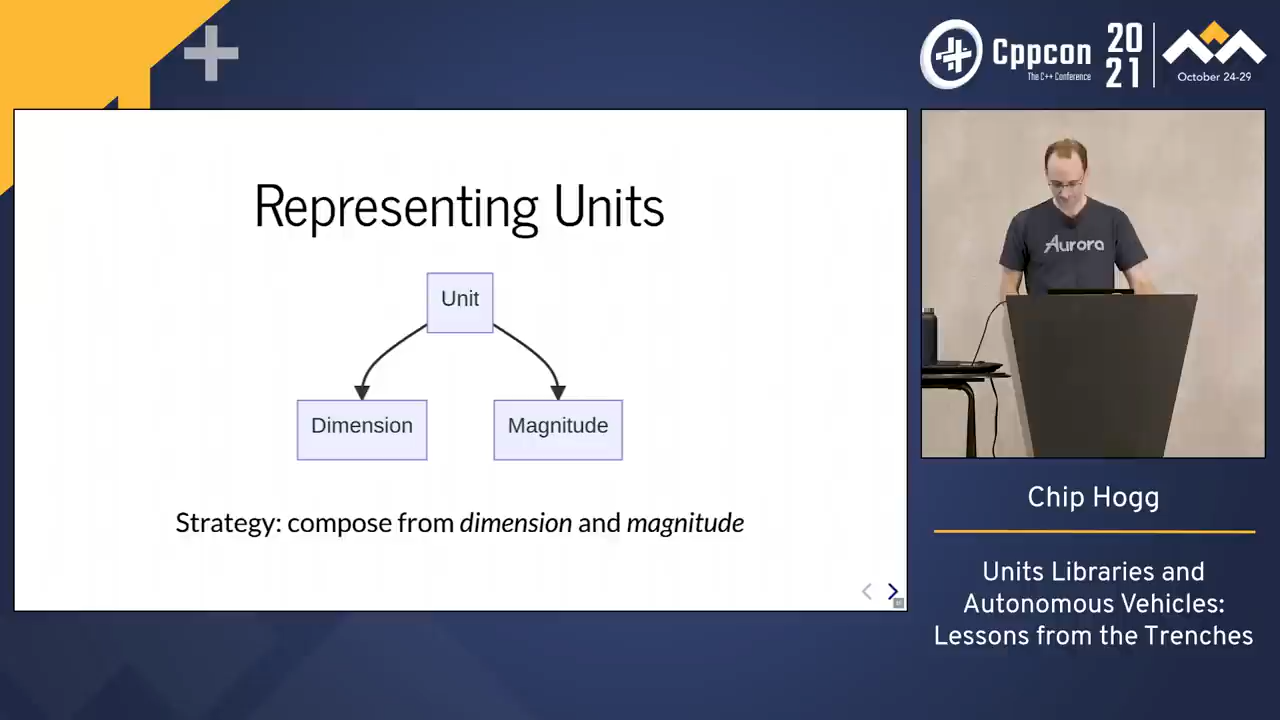 Cppcon
The C++ Conference
20
21
October 24-29
Representing Units
Unit
Dimension
Magnitude
Strategy: compose from dimension and magnitude
Aurora
Chip Hogg
Units Libraries and
Autonomous Vehicles:
Lessons from the Trenches